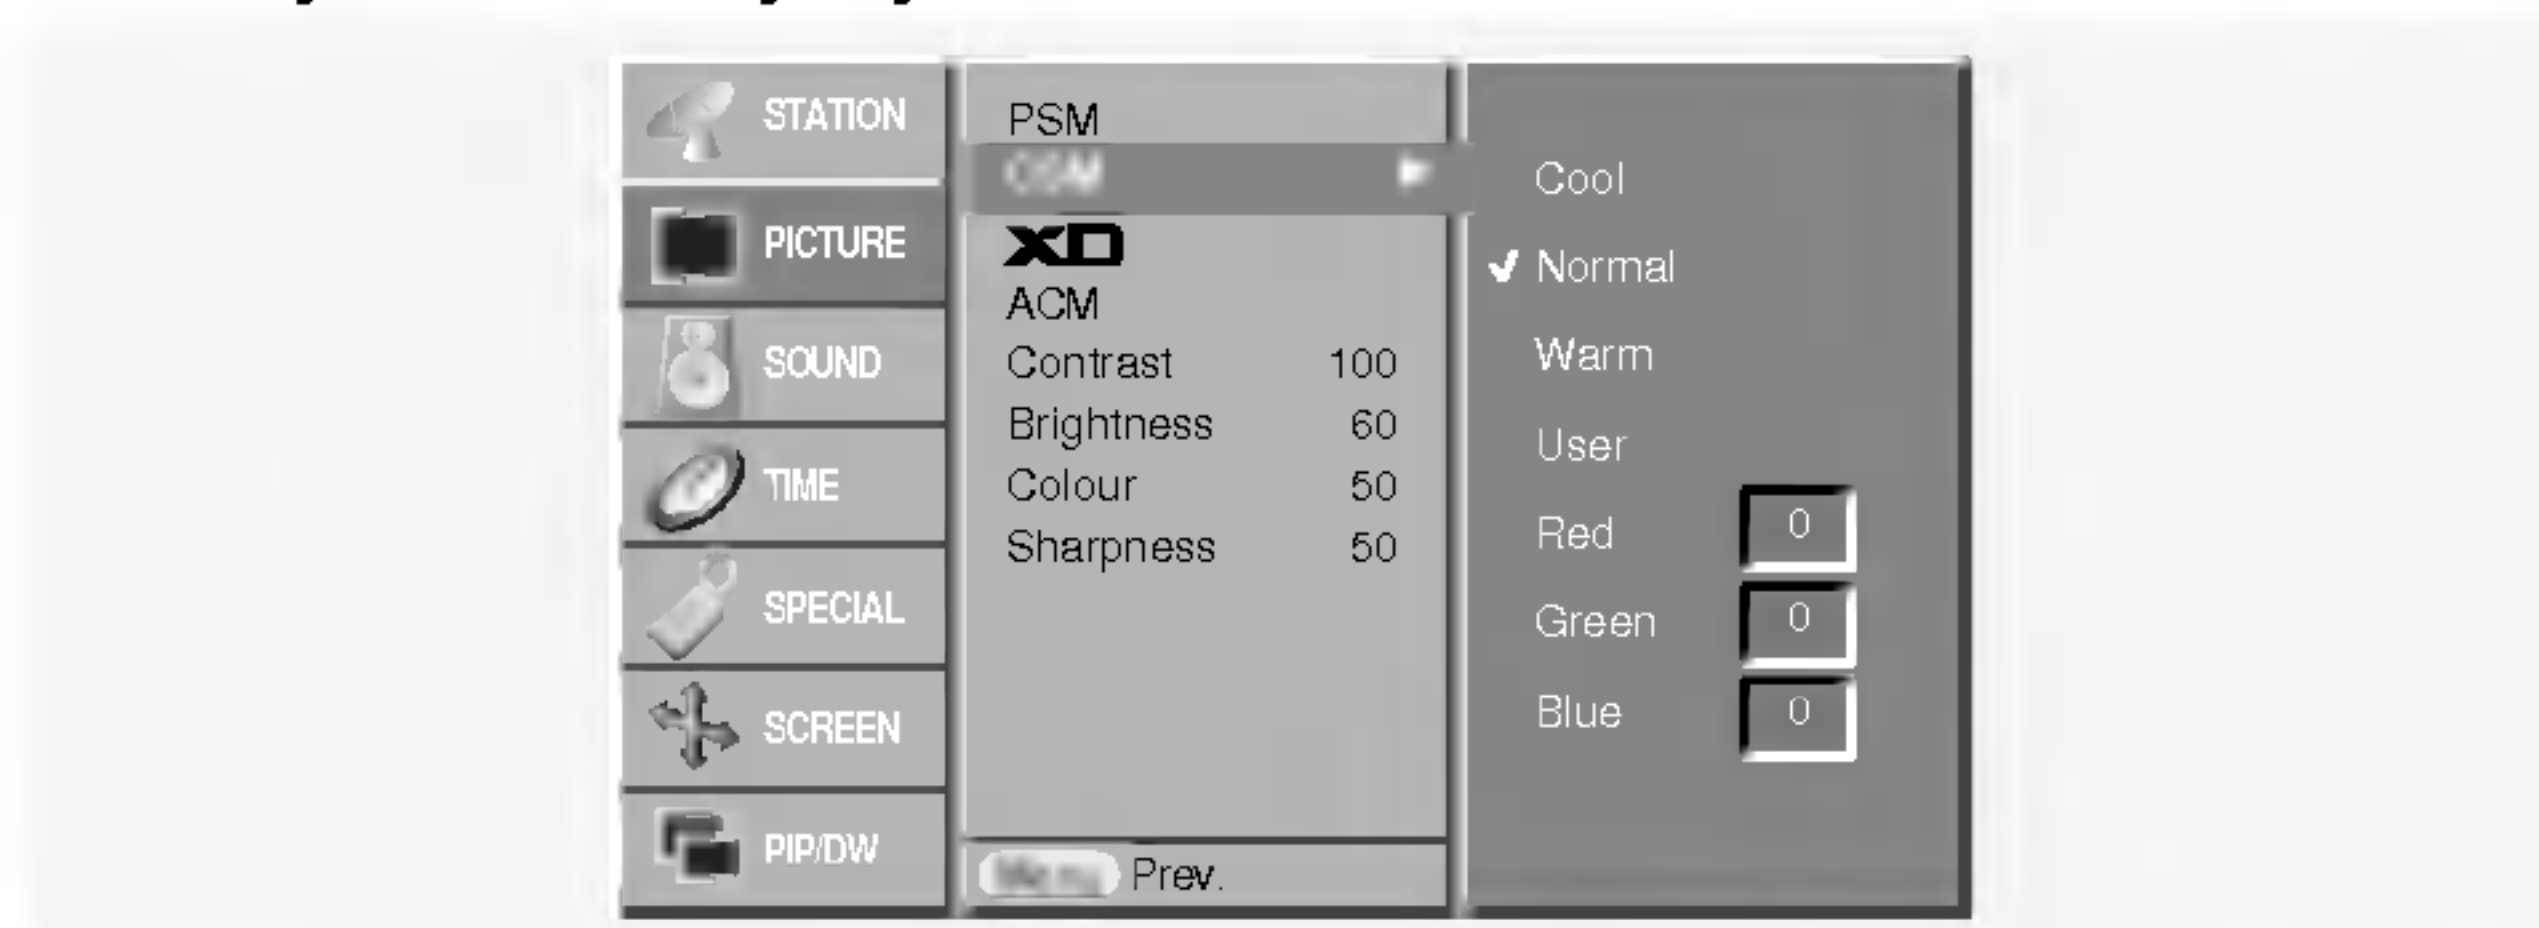 STATION
PICTURE
SOUND
TIME
SPECIAL
SCREEN
PIP/DW
PSM
CSM
XD
ACM
Contrast 100
Brightness 60
Colour 50
Sharpness 50
Prev.
Cool
✔ Normal
Warm
User
Red 0
Green 0
Blue 0